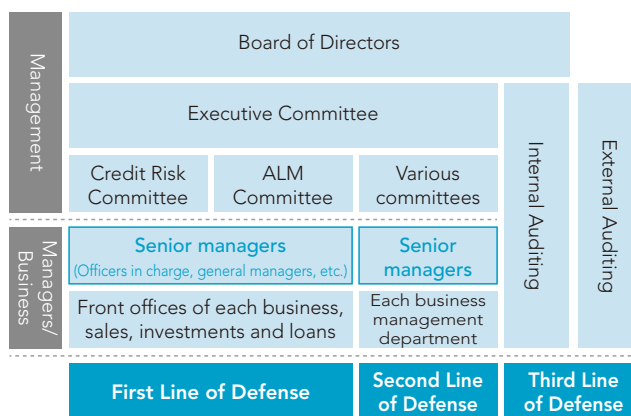 Management
Board of Directors
Executive Committee
Credit Risk
Committee
ALM
Committee
Various
committees
Internal Auditing
External Auditing
Managers/
Business
Senior managers
(Officers in charge, general managers, etc.)
Senior
managers
Front offices of each business,
sales, investments and loans
Each business
management
department
First Line of Defense
Second Line
of Defense
Third Line
of Defense